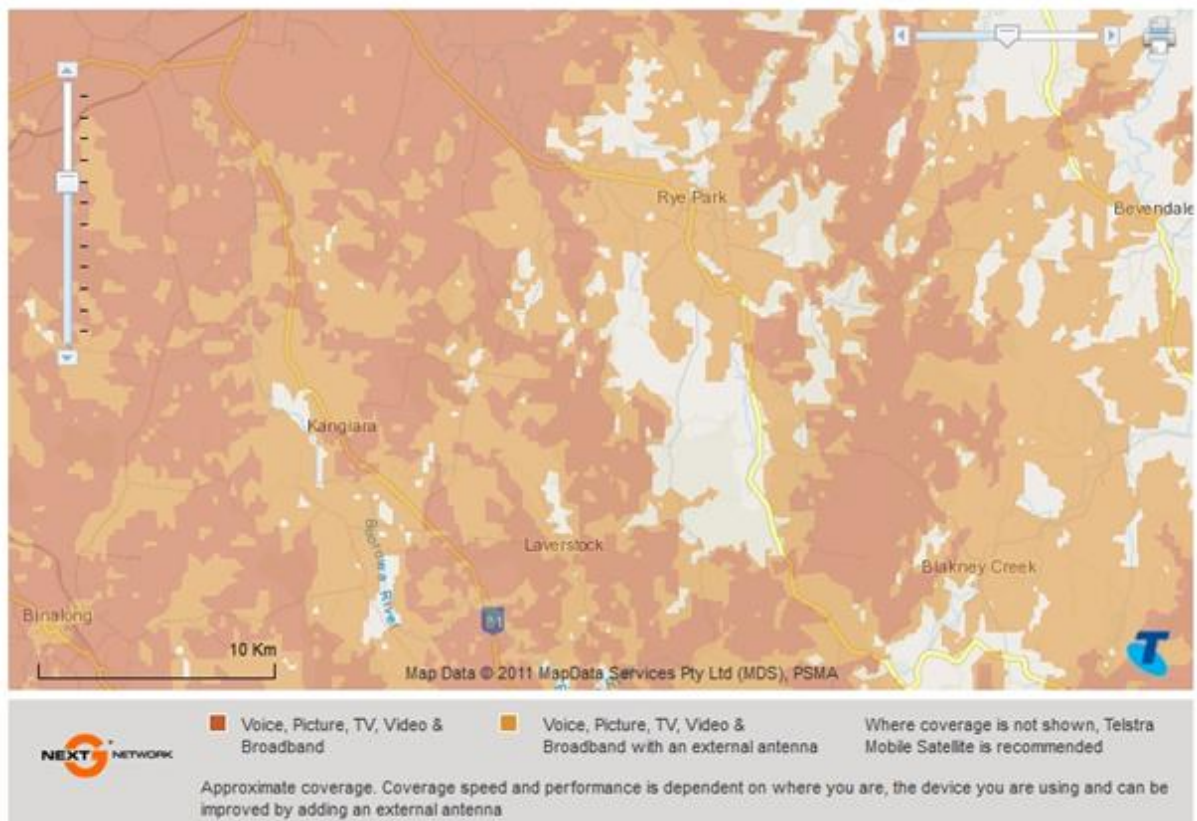 Rye Park
Bevendale
Kangiara
Boorowa River
Laverstock
Blakney Creek
Binalong
81
10 Km
Map Data © 2011 MapData Services Pty Ltd (MDS), PSMA
T
NEXT G NETWORK
Voice, Picture, TV, Video &
Broadband
Voice, Picture, TV, Video &
Broadband with an external antenna
Where coverage is not shown, Telstra
Mobile Satellite is recommended
Approximate coverage. Coverage speed and performance is dependent on where you are, the device you are using and can be
improved by adding an external antenna